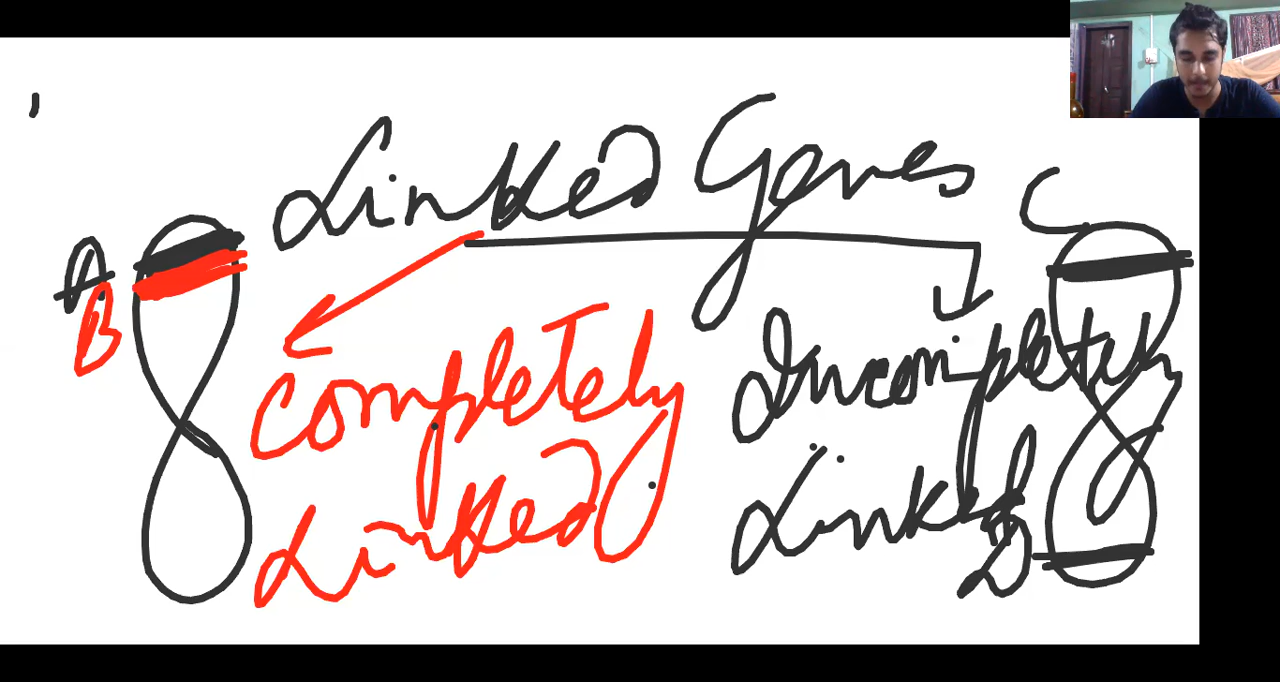 Linked Genes
C
A
B
Completely
Linked
Incompletely
Linked
D